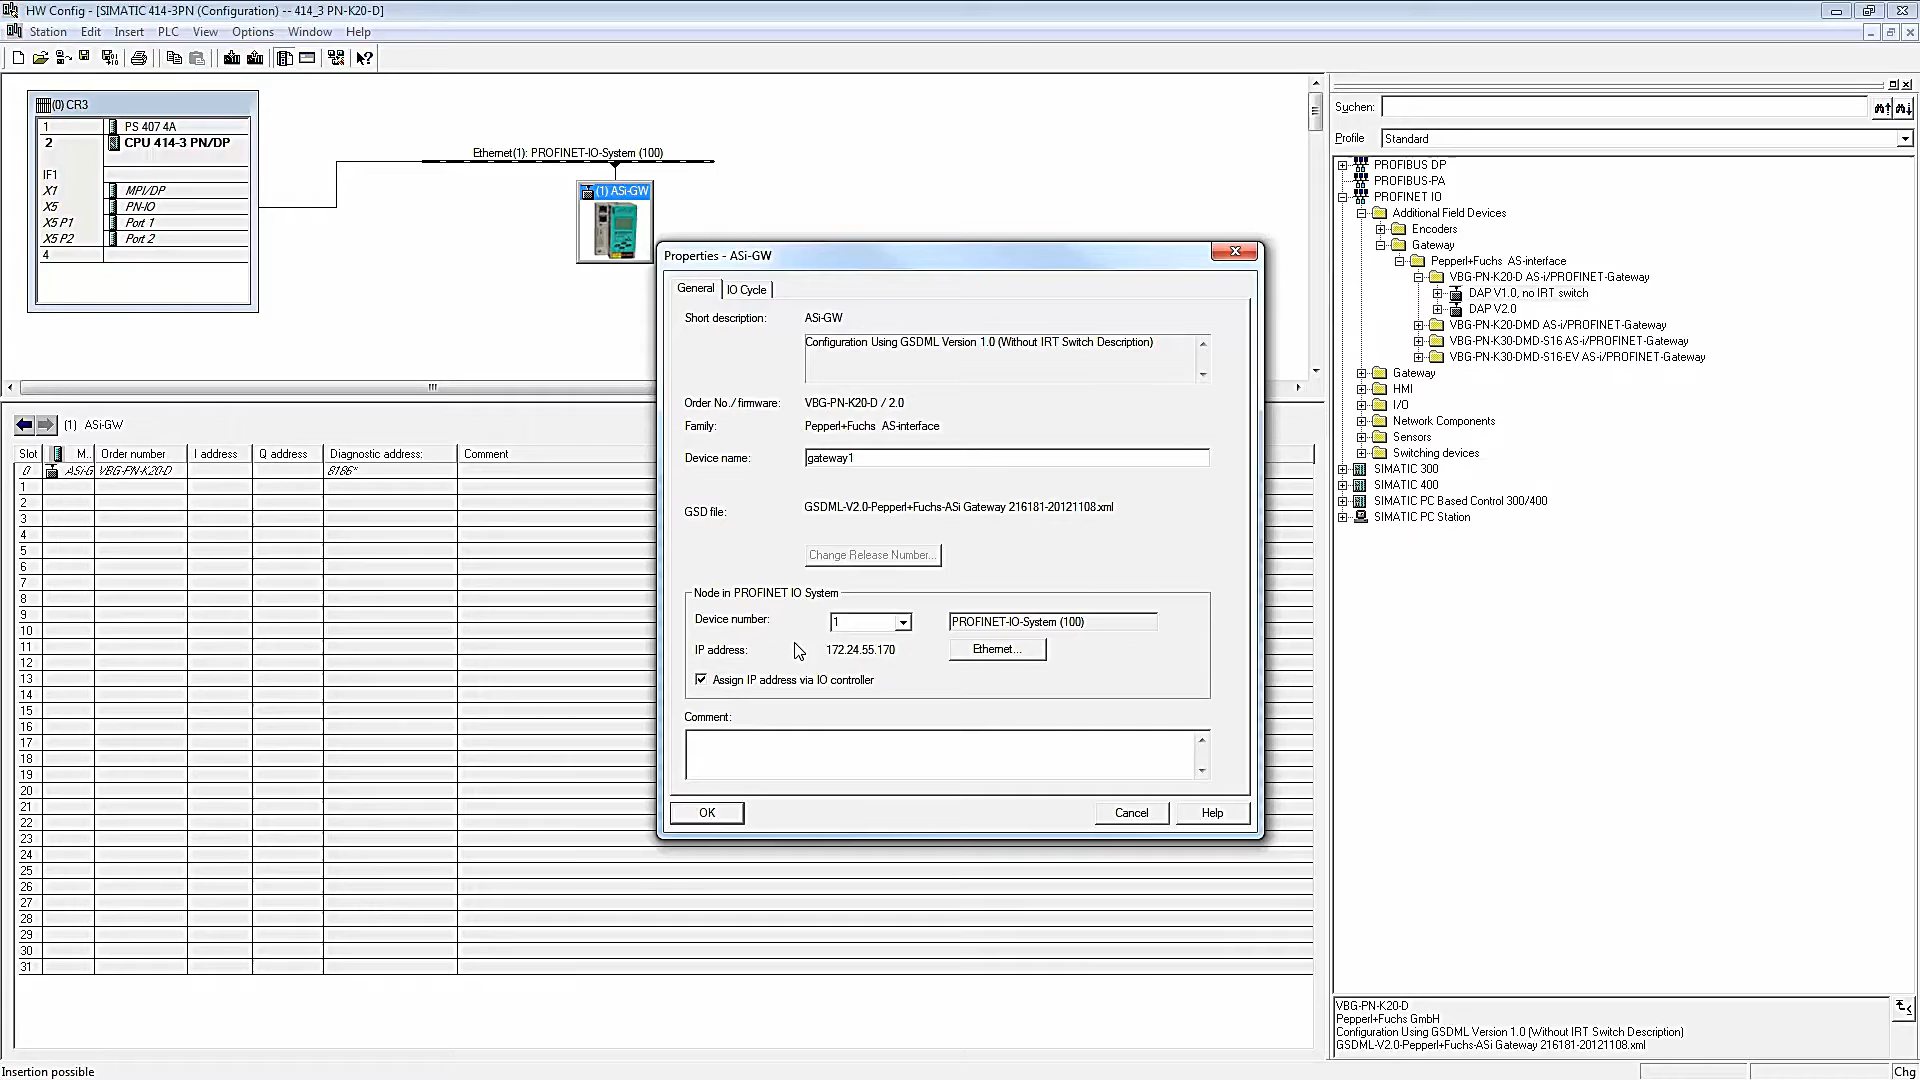 HW Config - [SIMATIC 414-3PN (Configuration) -- 414_3 PN-K20-D]
Station Edit Insert PLC View Options Window Help
(0) CR3
1 PS 407 4A
2 CPU 414-3 PN/DP
IF1
X1 MPI/DP
X5 PN-IO
X5 P1 Port 1
X5 P2 Port 2
4
Ethernet(1): PROFINET-IO-System (100)
(1) ASi-GW
(1) ASi-GW
Slot M... Order number I address Q address Diagnostic address: Comment
0 ASi-G VBG-PN-K20-D 8186*
1
2
3
4
5
6
7
8
9
10
11
12
13
14
15
16
17
18
19
20
21
22
23
24
25
26
27
28
29
30
31
Properties - ASi-GW
General IO Cycle
Short description: ASi-GW
Configuration Using GSDML Version 1.0 (Without IRT Switch Description)
Order No./ firmware: VBG-PN-K20-D / 2.0
Family: Pepperl+Fuchs AS-interface
Device name: gateway1
GSD file: GSDML-V2.0-Pepperl+Fuchs-ASi Gateway 216181-20121108.xml
Change Release Number...
Node in PROFINET IO System
Device number: 1 PROFINET-IO-System (100)
IP address: 172.24.55.170 Ethernet...
Assign IP address via IO controller
Comment:
OK Cancel Help
Suchen:
Profile Standard
PROFIBUS DP
PROFIBUS-PA
PROFINET IO
Additional Field Devices
Encoders
Gateway
Pepperl+Fuchs AS-interface
VBG-PN-K20-D AS-i/PROFINET-Gateway
DAP V1.0, no IRT switch
DAP V2.0
VBG-PN-K20-DMD AS-i/PROFINET-Gateway
VBG-PN-K30-DMD-S16 AS-i/PROFINET-Gateway
VBG-PN-K30-DMD-S16-EV AS-i/PROFINET-Gateway
Gateway
HMI
I/O
Network Components
Sensors
Switching devices
SIMATIC 300
SIMATIC 400
SIMATIC PC Based Control 300/400
SIMATIC PC Station
VBG-PN-K20-D
Pepperl+Fuchs GmbH
Configuration Using GSDML Version 1.0 (Without IRT Switch Description)
GSDML-V2.0-Pepperl+Fuchs-ASi Gateway 216181-20121108.xml
Insertion possible Chg